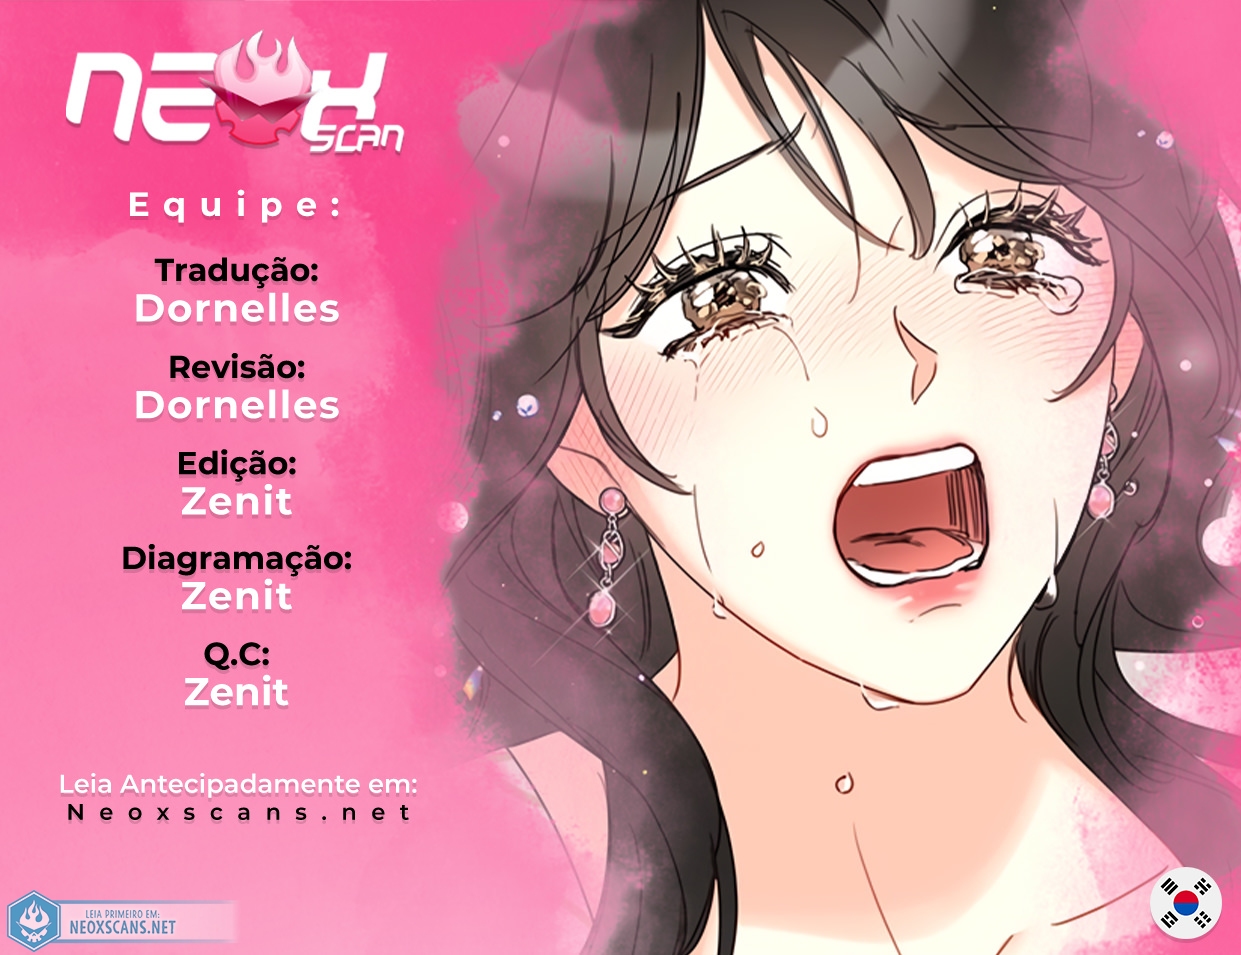 NEOX
SCAN
Equipe:
Tradução:
Dornelles
Revisão:
Dornelles
Edição:
Zenit
Diagramação:
Zenit
Q.C:
Zenit
Leia Antecipadamente em:
Neoxscans.net
LEIA PRIMEIRO EM:
NEOXSCANS.NET